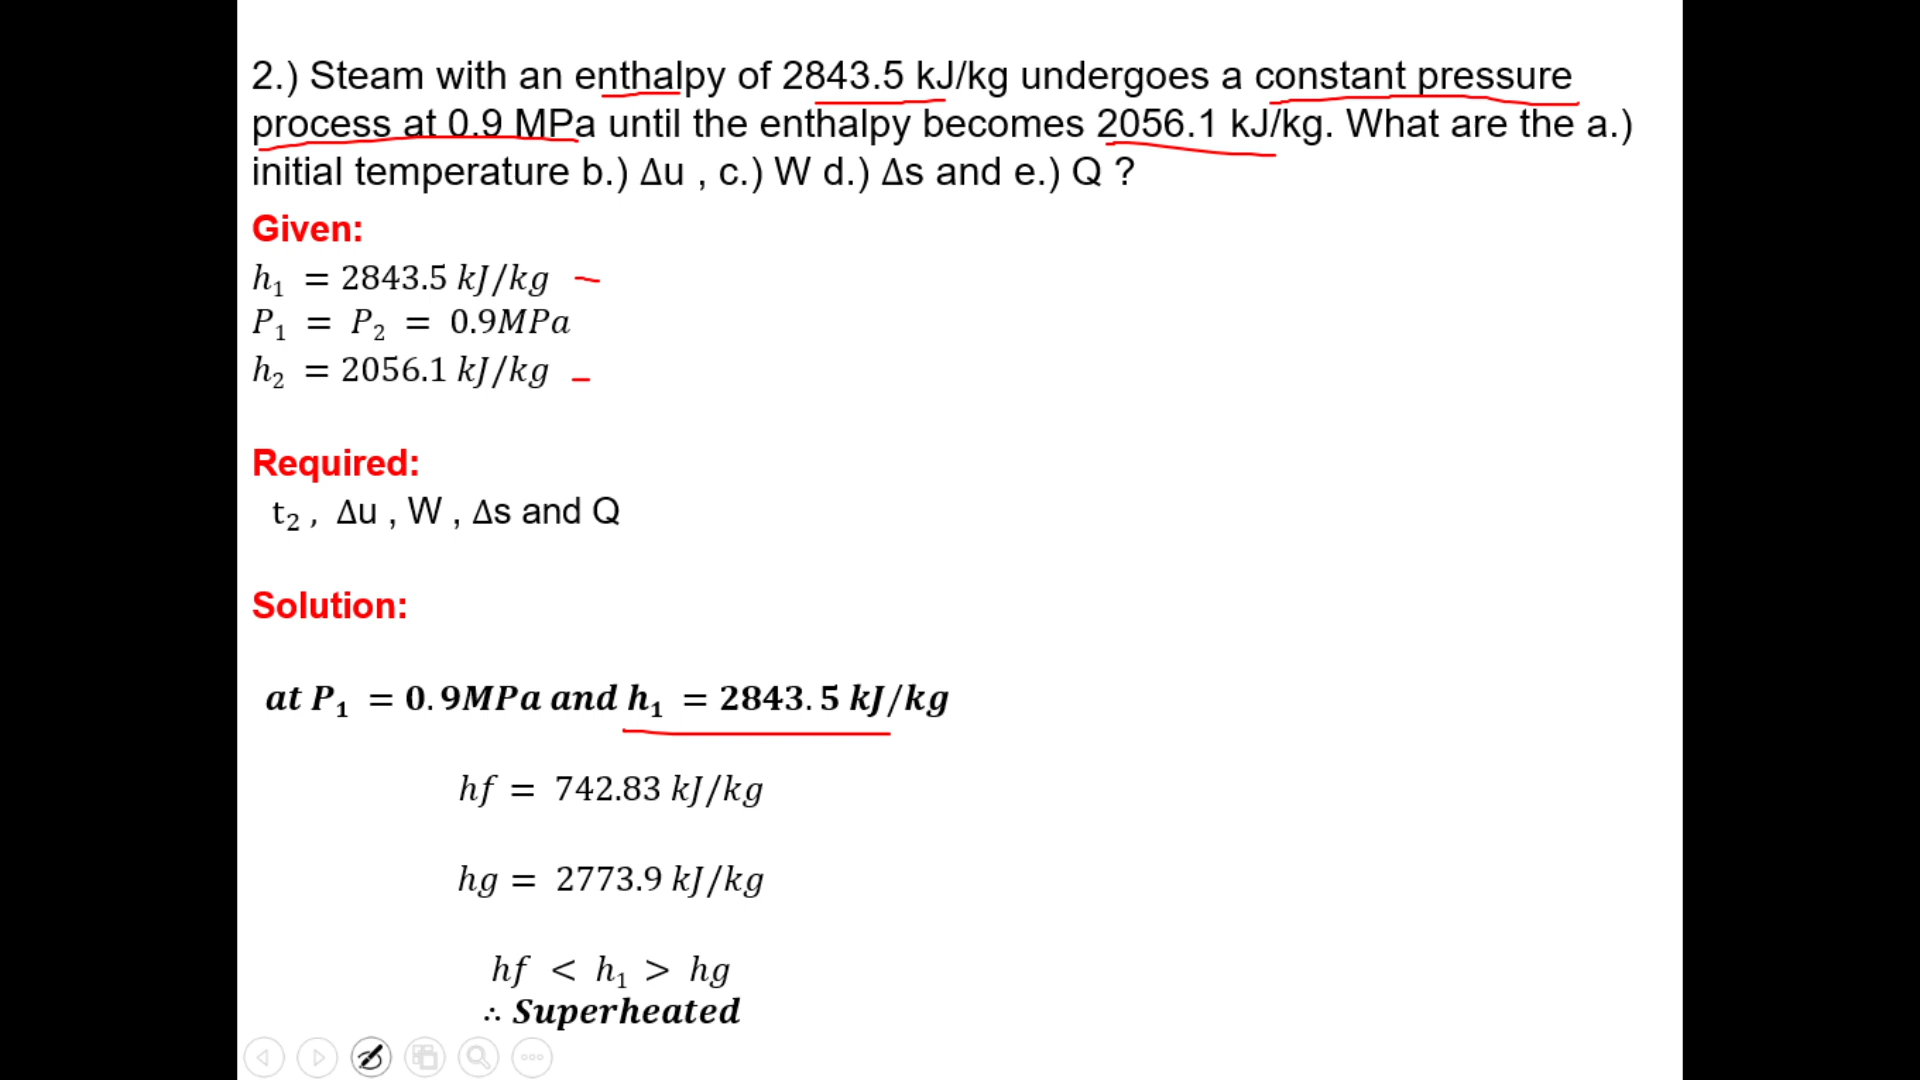 2.) Steam with an enthalpy of 2843.5 kJ/kg undergoes a constant pressure
process at 0.9 MPa until the enthalpy becomes 2056.1 kJ/kg. What are the a.)
initial temperature b.) Δu , c.) W d.) Δs and e.) Q ?
Given:
h₁ = 2843.5 kJ/kg
P₁ = P₂ = 0.9MPa
h₂ = 2056.1 kJ/kg
Required:
t₂ , Δu , W , Δs and Q
Solution:
at P₁ = 0.9MPa and h₁ = 2843.5 kJ/kg
hf = 742.83 kJ/kg
hg = 2773.9 kJ/kg
hf < h₁ > hg
∴ Superheated